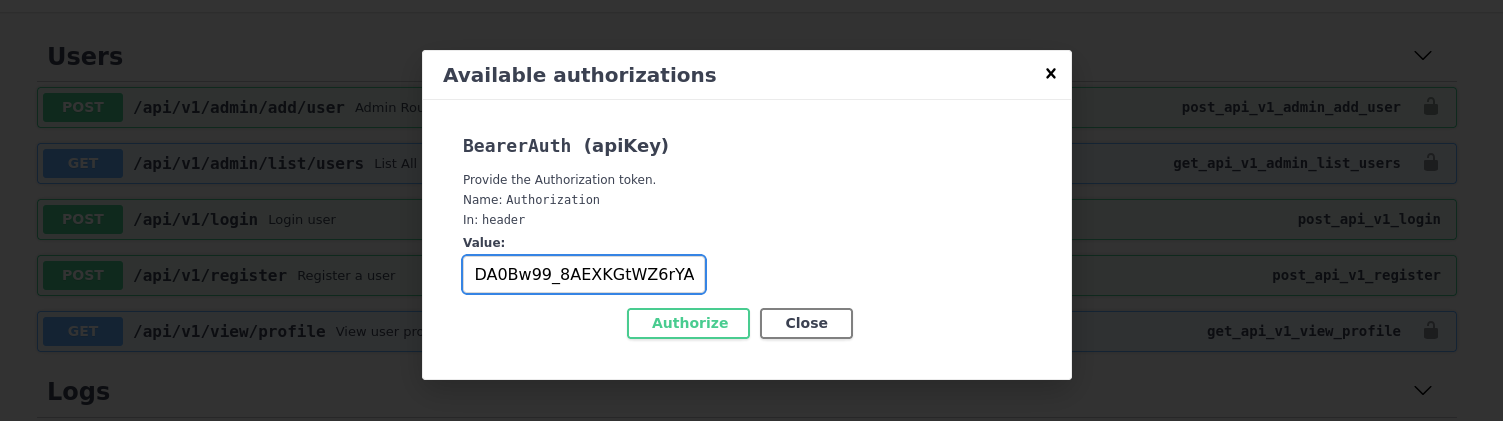 Users
Available authorizations
POST /api/v1/admin/add/user Admin Rou post_api_v1_admin_add_user
BearerAuth (apiKey)
GET /api/v1/admin/list/users List All get_api_v1_admin_list_users
Provide the Authorization token.
Name: Authorization
In: header
POST /api/v1/login Login user post_api_v1_login
Value:
DA0Bw99_8AEXKGtWZ6rYA
POST /api/v1/register Register a user post_api_v1_register
Authorize Close
GET /api/v1/view/profile View user pro get_api_v1_view_profile
Logs